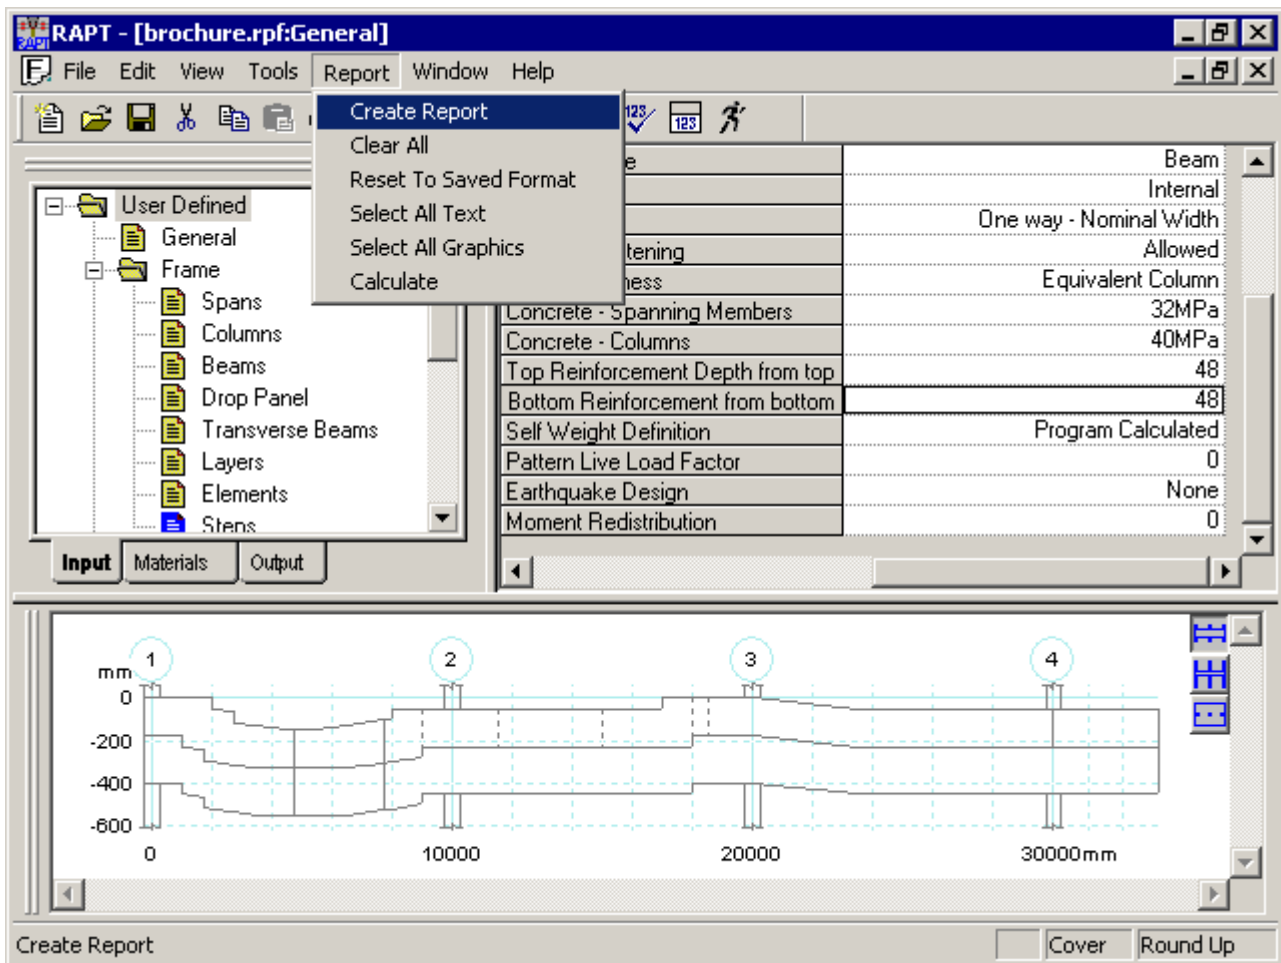 RAPT - [brochure.rpf:General]
File Edit View Tools Report Window Help
Create Report
Clear All
Reset To Saved Format
Select All Text
Select All Graphics
Calculate
123 123
User Defined
General
Frame
Spans
Columns
Beams
Drop Panel
Transverse Beams
Layers
Elements
Steps
Input Materials Output
e Beam
Internal
One way - Nominal Width
tening Allowed
ness Equivalent Column
Concrete - Spanning Members 32MPa
Concrete - Columns 40MPa
Top Reinforcement Depth from top 48
Bottom Reinforcement from bottom 48
Self Weight Definition Program Calculated
Pattern Live Load Factor 0
Earthquake Design None
Moment Redistribution 0
1 2 3 4
mm
0
-200
-400
-600
0 10000 20000 30000mm
Create Report Cover Round Up